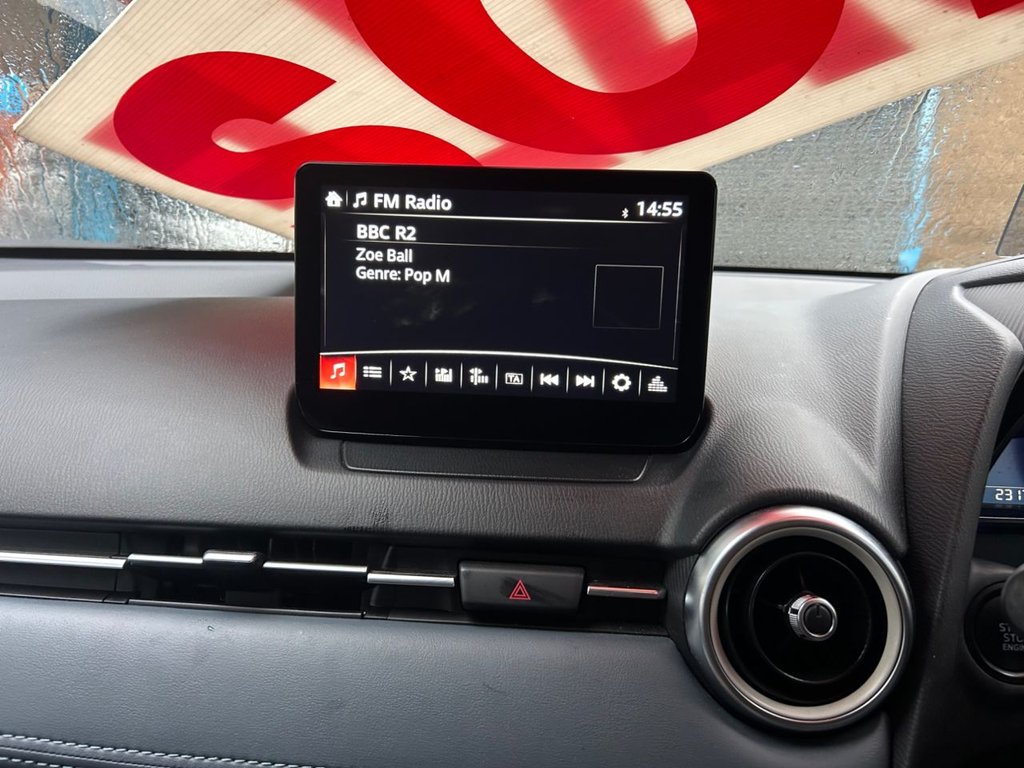 FM Radio
14:55
BBC R2
Zoe Ball
Genre: Pop M
TA